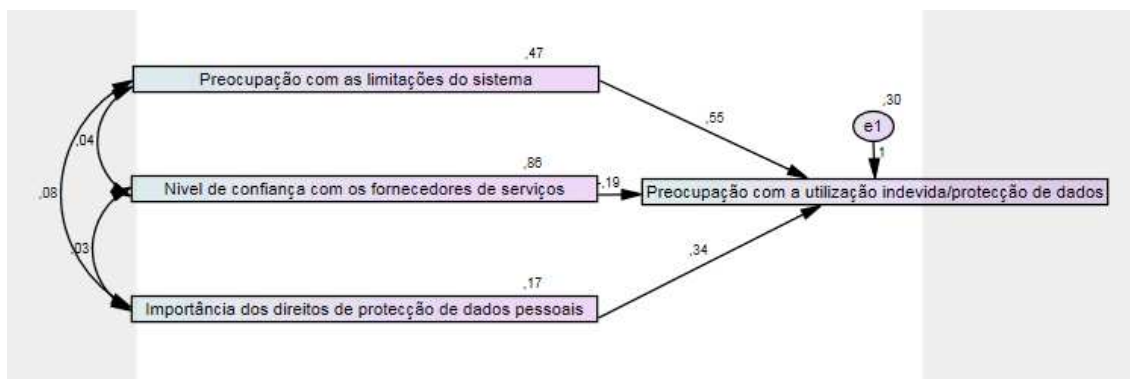 ,47
Preocupação com as limitações do sistema
,30
e1
,55
1
,04
,86
Nivel de confiança com os fornecedores de serviços
-,19
Preocupação com a utilização indevida/protecção de dados
,08
,03
,34
,17
Importância dos direitos de protecção de dados pessoais